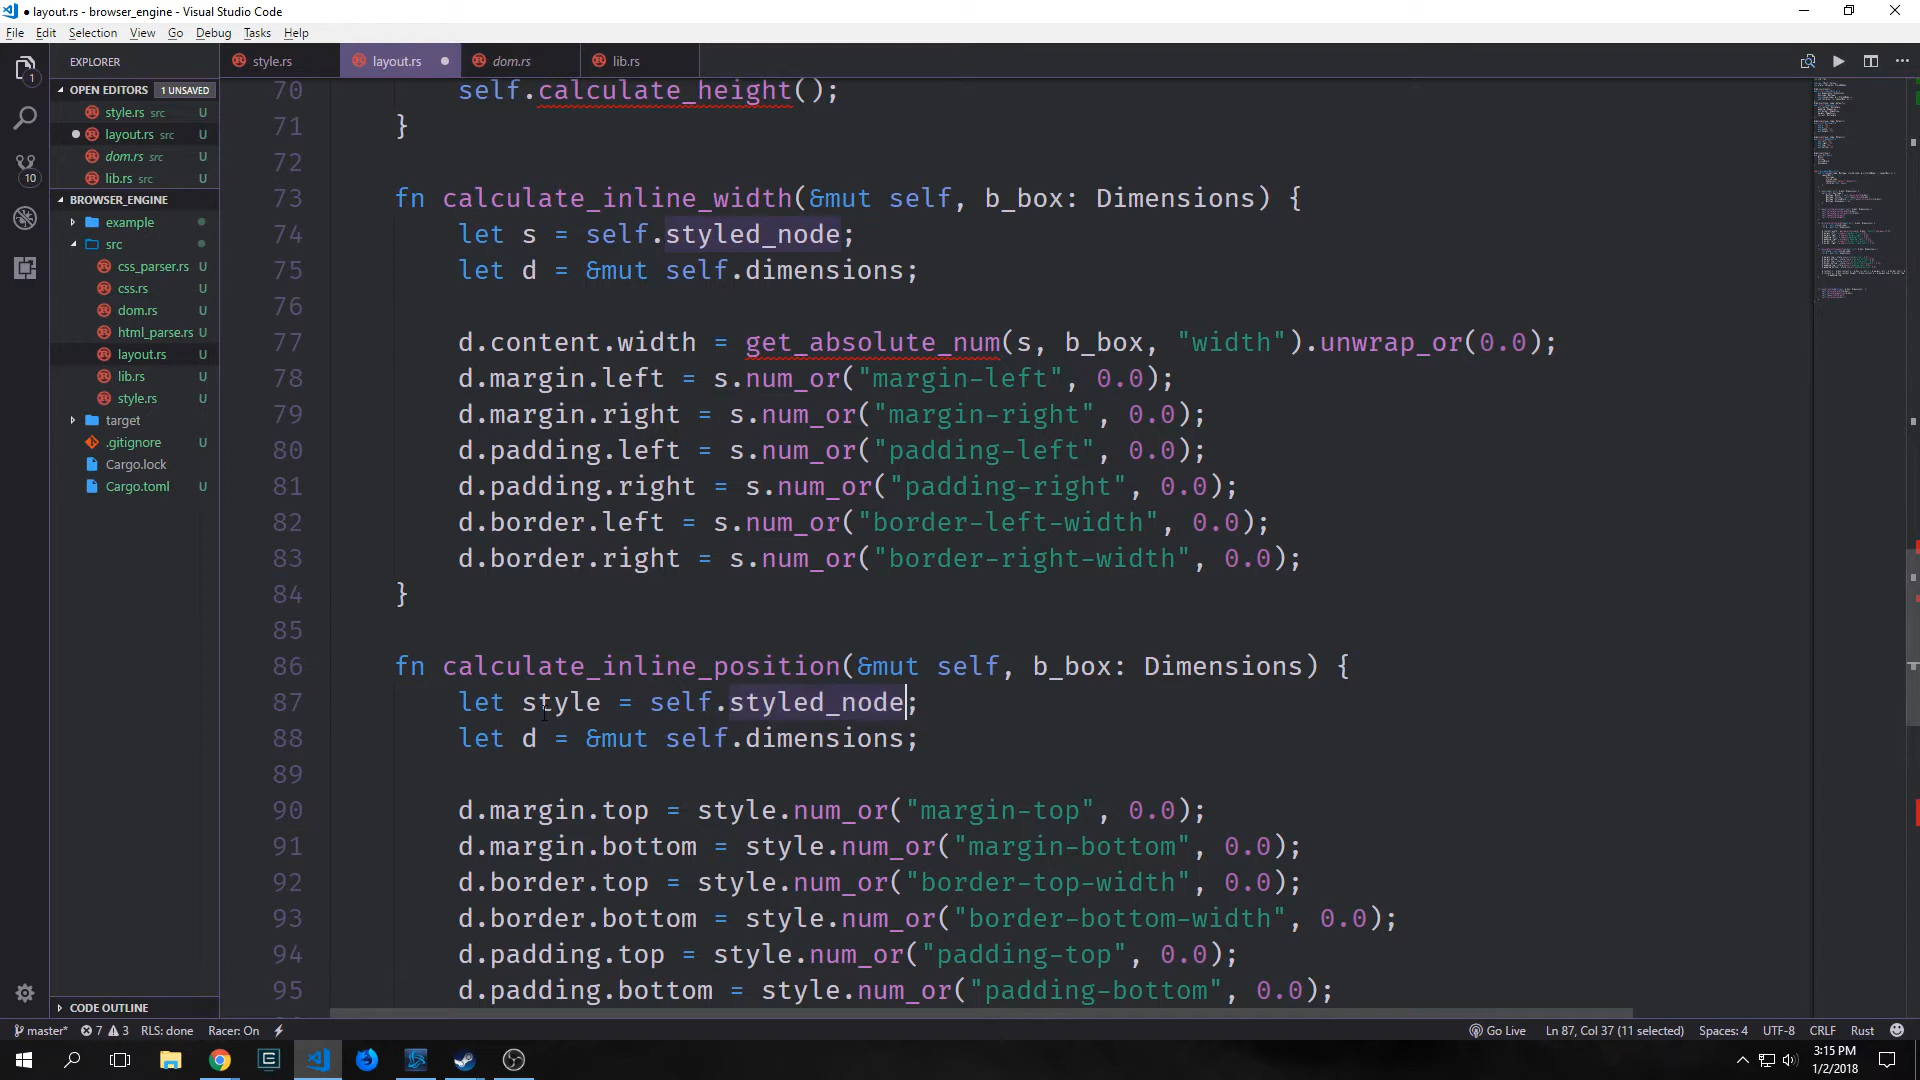 ● layout.rs - browser_engine - Visual Studio Code
File Edit Selection View Go Debug Tasks Help
EXPLORER
style.rs
layout.rs
dom.rs
lib.rs
OPEN EDITORS 1 UNSAVED
style.rs src U
layout.rs src U
dom.rs src U
lib.rs src U
BROWSER_ENGINE
example
src
css_parser.rs U
css.rs U
dom.rs U
html_parse.rs U
layout.rs U
lib.rs U
style.rs U
target
.gitignore U
Cargo.lock
Cargo.toml U
CODE OUTLINE
1
10
70 self.calculate_height();
71 }
72
73 fn calculate_inline_width(&mut self, b_box: Dimensions) {
74 let s = self.styled_node;
75 let d = &mut self.dimensions;
76
77 d.content.width = get_absolute_num(s, b_box, "width").unwrap_or(0.0);
78 d.margin.left = s.num_or("margin-left", 0.0);
79 d.margin.right = s.num_or("margin-right", 0.0);
80 d.padding.left = s.num_or("padding-left", 0.0);
81 d.padding.right = s.num_or("padding-right", 0.0);
82 d.border.left = s.num_or("border-left-width", 0.0);
83 d.border.right = s.num_or("border-right-width", 0.0);
84 }
85
86 fn calculate_inline_position(&mut self, b_box: Dimensions) {
87 let style = self.styled_node;
88 let d = &mut self.dimensions;
89
90 d.margin.top = style.num_or("margin-top", 0.0);
91 d.margin.bottom = style.num_or("margin-bottom", 0.0);
92 d.border.top = style.num_or("border-top-width", 0.0);
93 d.border.bottom = style.num_or("border-bottom-width", 0.0);
94 d.padding.top = style.num_or("padding-top", 0.0);
95 d.padding.bottom = style.num_or("padding-bottom", 0.0);
master* 7 3 RLS: done Racer: On
Go Live Ln 87, Col 37 (11 selected) Spaces: 4 UTF-8 CRLF Rust
3:15 PM
1/2/2018